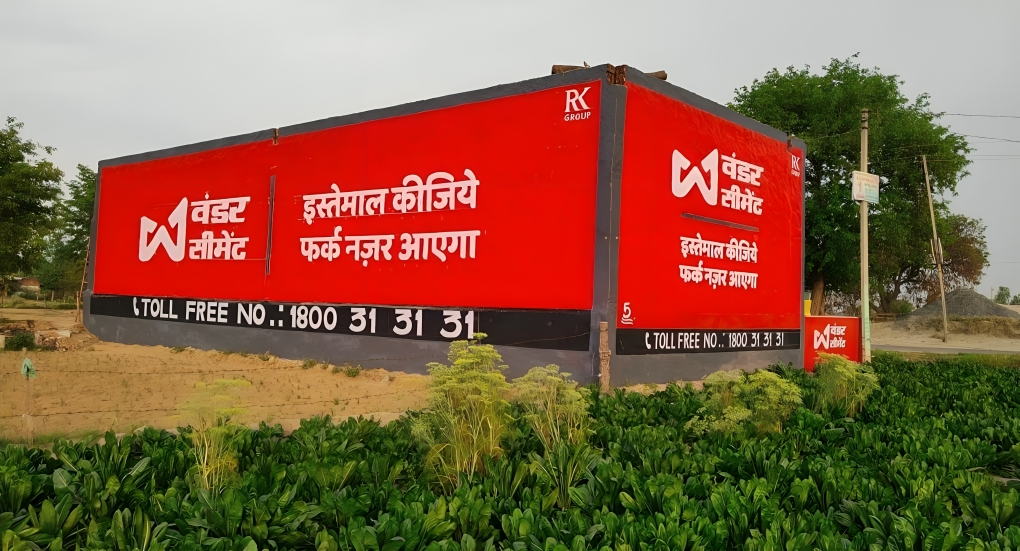 RK
GROUP
वंडर
सीमेंट
इस्तेमाल कीजिये
फर्क नज़र आएगा
TOLL FREE NO.: 1800 31 31 31
RK
GROUP
वंडर
सीमेंट
इस्तेमाल कीजिये
फर्क नज़र आएगा
5
TOLL FREE NO.: 1800 31 31 31
वंडर
सीमेंट